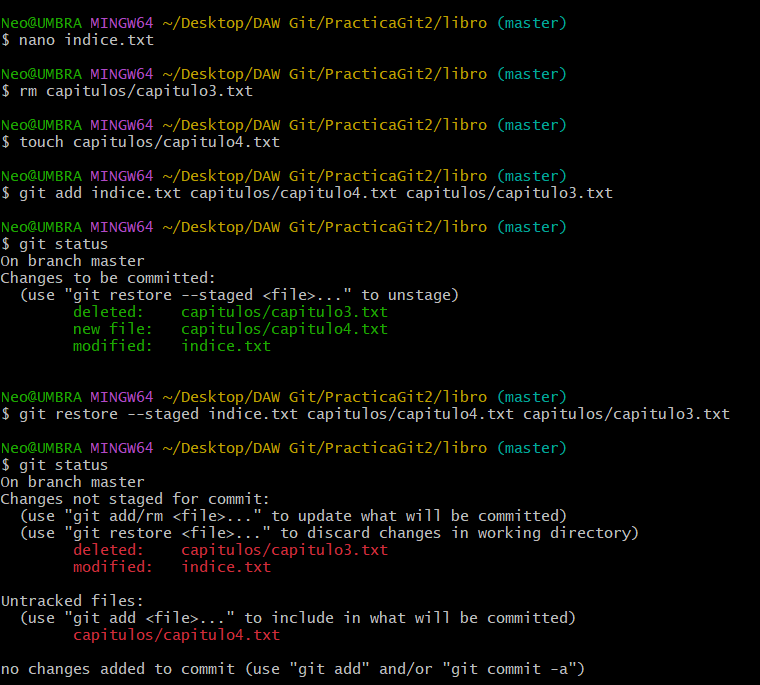 Neo@UMBRA MINGW64 ~/Desktop/DAW Git/PracticaGit2/libro (master)
$ nano indice.txt
Neo@UMBRA MINGW64 ~/Desktop/DAW Git/PracticaGit2/libro (master)
$ rm capitulos/capitulo3.txt
Neo@UMBRA MINGW64 ~/Desktop/DAW Git/PracticaGit2/libro (master)
$ touch capitulos/capitulo4.txt
Neo@UMBRA MINGW64 ~/Desktop/DAW Git/PracticaGit2/libro (master)
$ git add indice.txt capitulos/capitulo4.txt capitulos/capitulo3.txt
Neo@UMBRA MINGW64 ~/Desktop/DAW Git/PracticaGit2/libro (master)
$ git status
On branch master
Changes to be committed:
  (use "git restore --staged <file>..." to unstage)
        deleted:    capitulos/capitulo3.txt
        new file:   capitulos/capitulo4.txt
        modified:   indice.txt
Neo@UMBRA MINGW64 ~/Desktop/DAW Git/PracticaGit2/libro (master)
$ git restore --staged indice.txt capitulos/capitulo4.txt capitulos/capitulo3.txt
Neo@UMBRA MINGW64 ~/Desktop/DAW Git/PracticaGit2/libro (master)
$ git status
On branch master
Changes not staged for commit:
  (use "git add/rm <file>..." to update what will be committed)
  (use "git restore <file>..." to discard changes in working directory)
        deleted:    capitulos/capitulo3.txt
        modified:   indice.txt
Untracked files:
  (use "git add <file>..." to include in what will be committed)
        capitulos/capitulo4.txt
no changes added to commit (use "git add" and/or "git commit -a")